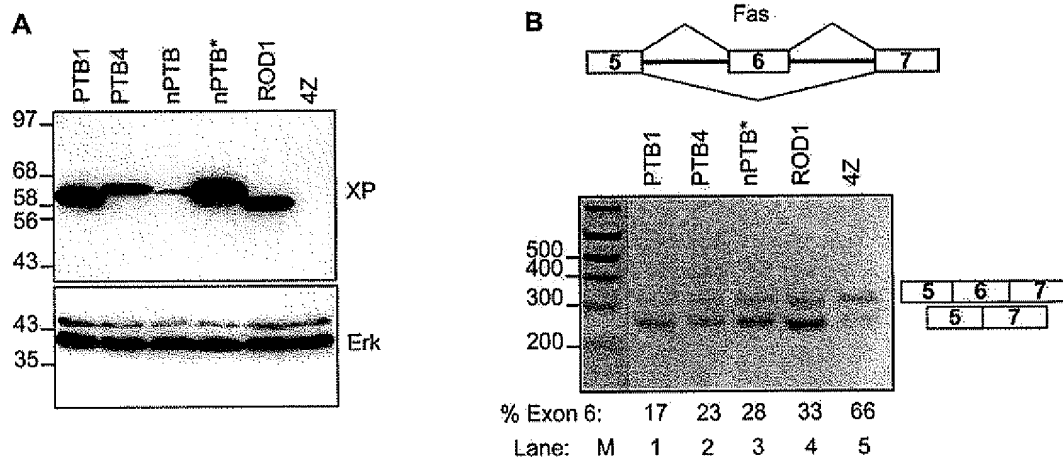 A
PTB1 PTB4 nPTB nPTB* ROD1 4Z
97
68
58
56
43
XP
43
35
Erk
B
Fas
5 6 7
PTB1 PTB4 nPTB* ROD1 4Z
500
400
300
200
5 6 7
5 7
% Exon 6: 17 23 28 33 66
Lane: M 1 2 3 4 5